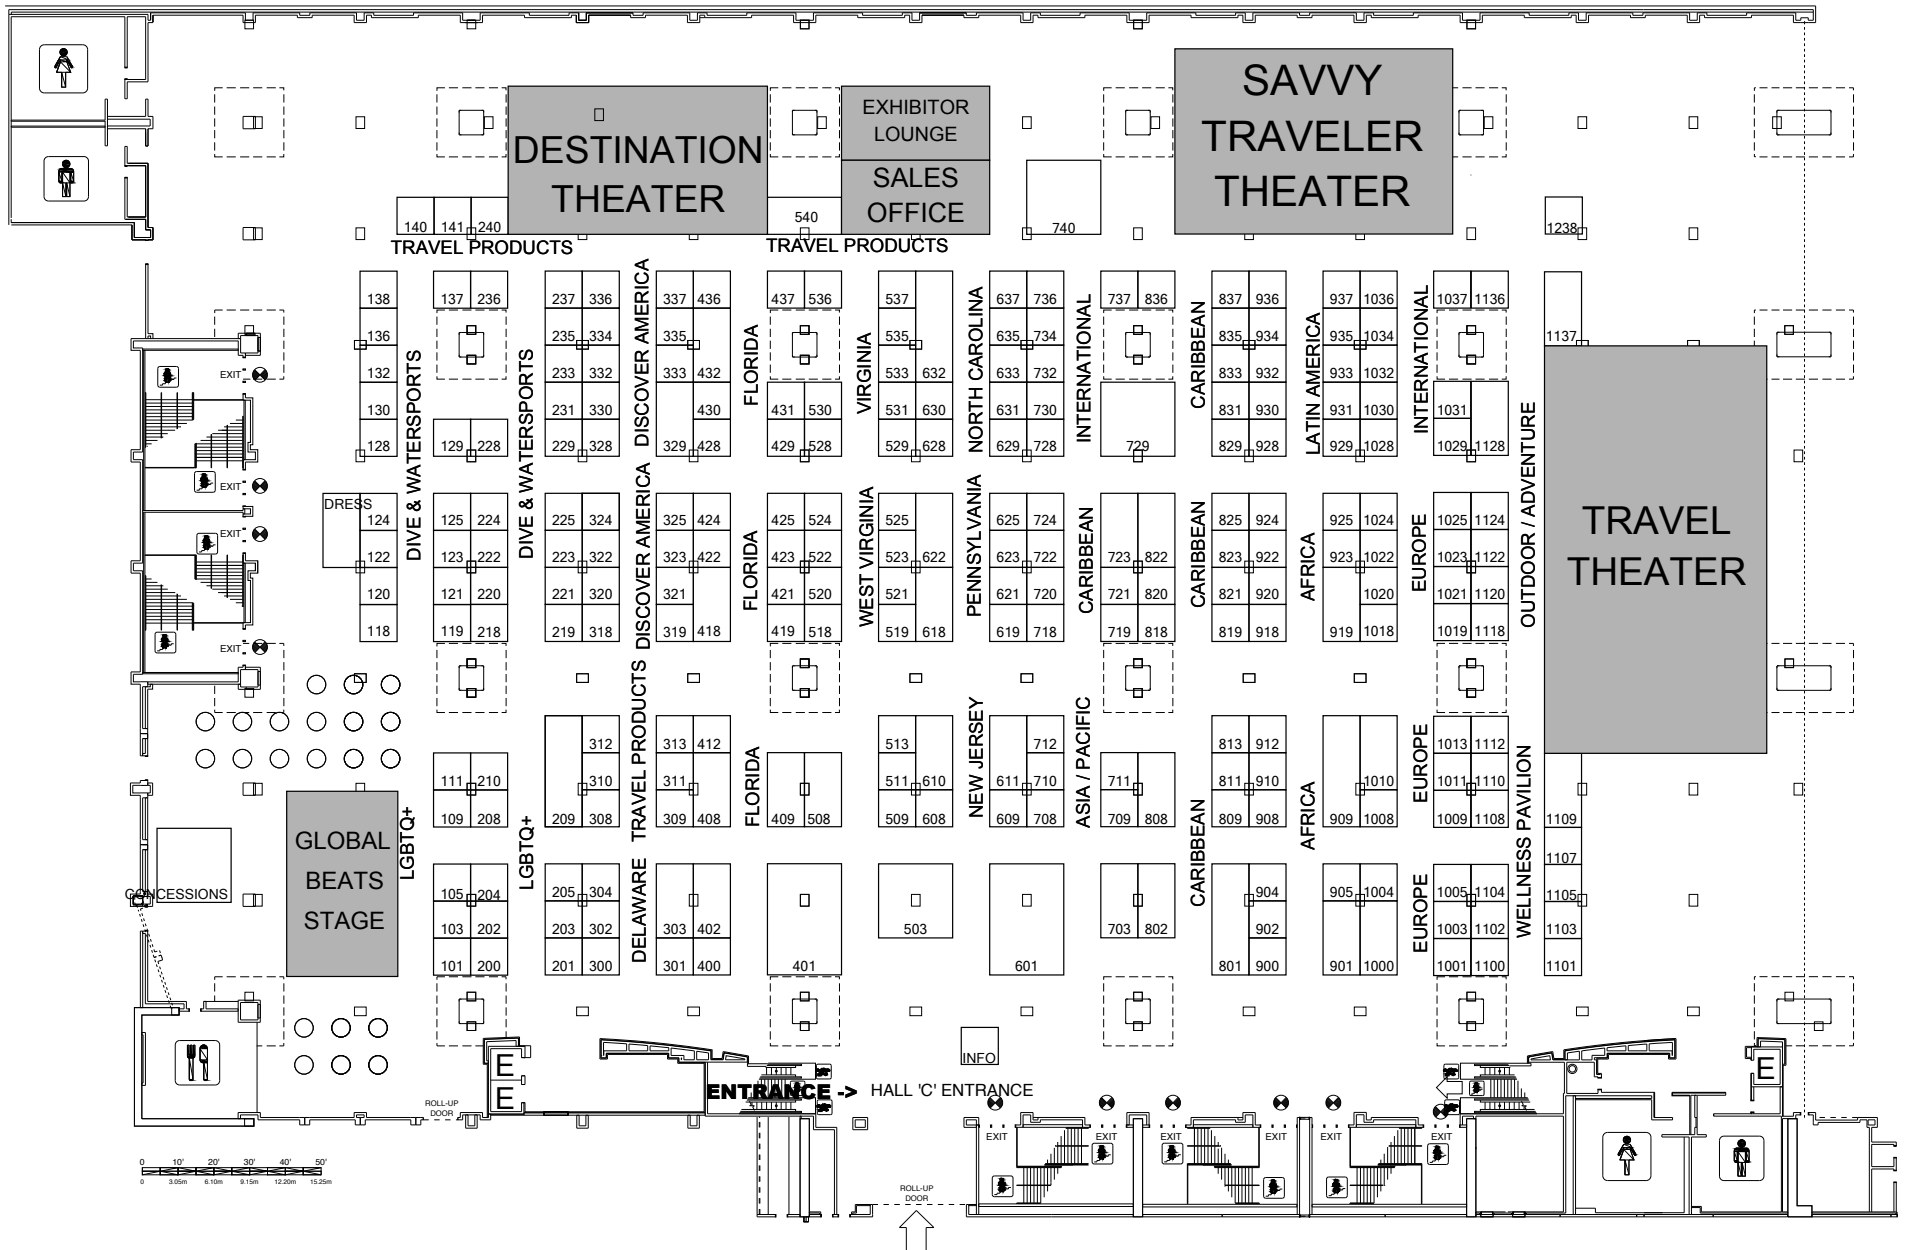 SAVVY
TRAVELER
THEATER
EXHIBITOR
LOUNGE
DESTINATION
THEATER
SALES
OFFICE
140 141 240
540
740
1238
TRAVEL PRODUCTS
TRAVEL PRODUCTS
138 137 236 237 336 337 436 437 536 537 637 736 737 836 837 936 937 1036 1037 1136
136 235 334 335 535 635 734 835 934 935 1034 1137
132 233 332 333 432 533 632 633 732 833 932 933 1032
130 231 330 430 431 530 531 630 631 730 831 930 931 1030 1031
128 129 228 229 328 329 428 429 528 529 628 629 728 729 829 928 929 1028 1029 1128
DIVE & WATERSPORTS
DIVE & WATERSPORTS
DISCOVER AMERICA
FLORIDA
VIRGINIA
NORTH CAROLINA
INTERNATIONAL
CARIBBEAN
LATIN AMERICA
INTERNATIONAL
OUTDOOR / ADVENTURE
EXIT
EXIT
EXIT
EXIT
DRESS
TRAVEL
THEATER
124 125 224 225 324 325 424 425 524 525 625 724 825 924 925 1024 1025 1124
122 123 222 223 322 323 422 423 522 523 622 623 722 723 822 823 922 923 1022 1023 1122
120 121 220 221 320 321 421 520 521 621 720 721 820 821 920 1020 1021 1120
118 119 218 219 318 319 418 419 518 519 618 619 718 719 818 819 918 919 1018 1019 1118
DISCOVER AMERICA
FLORIDA
WEST VIRGINIA
PENNSYLVANIA
CARIBBEAN
CARIBBEAN
AFRICA
EUROPE
312 313 412 513 712 813 912 1013 1112
111 210 310 311 511 610 611 710 711 811 910 1010 1011 1110
109 208 209 308 309 408 409 508 509 608 609 708 709 808 809 908 909 1008 1009 1108 1109
TRAVEL PRODUCTS
FLORIDA
NEW JERSEY
ASIA / PACIFIC
EUROPE
GLOBAL
BEATS
STAGE
CONCESSIONS
LGBTQ+
LGBTQ+
DELAWARE
CARIBBEAN
AFRICA
EUROPE
WELLNESS PAVILION
1107
105 204 205 304 904 905 1004 1005 1104 1105
103 202 203 302 303 402 503 703 802 902 1003 1102 1103
101 200 201 300 301 400 401 601 801 900 901 1000 1001 1100 1101
INFO
E
E
E
ENTRANCE -> HALL 'C' ENTRANCE
ROLL-UP
DOOR
EXIT EXIT EXIT EXIT EXIT EXIT
0 10' 20' 30' 40' 50'
0 3.05m 6.10m 9.15m 12.20m 15.25m
ROLL-UP
DOOR